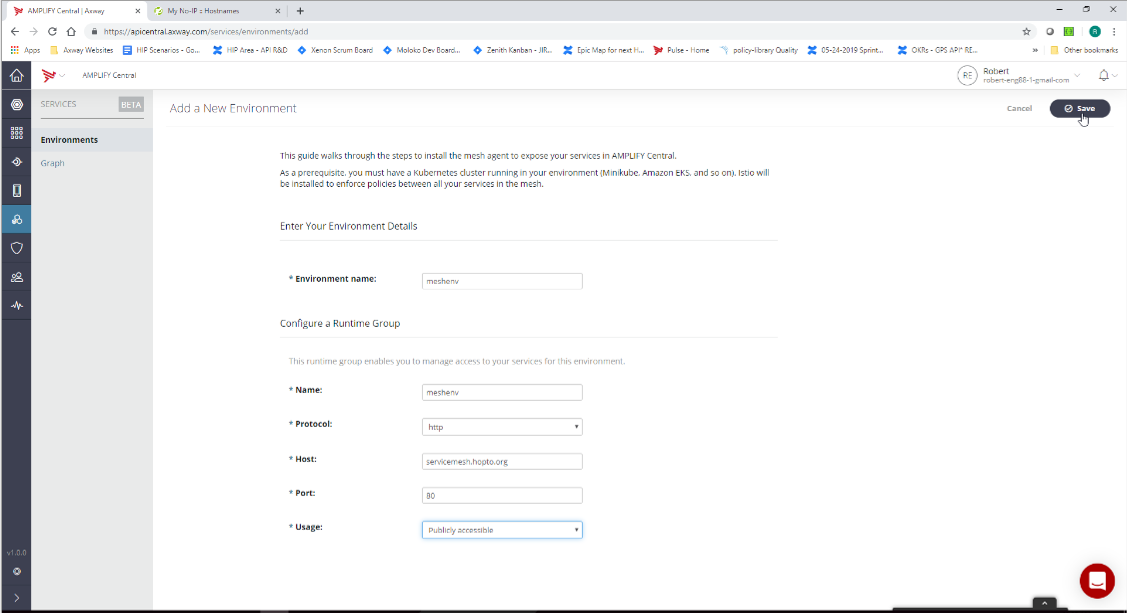 AMPLIFY Central | Axway
My No-IP :: Hostnames
https://apicentral.axway.com/services/environments/add
Apps
Axway Websites
HIP Scenarios - Go...
HIP Area - API R&D
Xenon Scrum Board
Moloko Dev Board...
Zenith Kanban - JIR...
Epic Map for next H...
Pulse - Home
policy-library Quality
05-24-2019 Sprint...
OKRs - GPS API* RE...
»
Other bookmarks
AMPLIFY Central
RE
Robert
robert-eng88-1-gmail-com
SERVICES
BETA
Add a New Environment
Cancel
Save
Environments
Graph
This guide walks through the steps to install the mesh agent to expose your services in AMPLIFY Central.
As a prerequisite, you must have a Kubernetes cluster running in your environment (Minikube, Amazon EKS, and so on). Istio will
be installed to enforce policies between all your services in the mesh.
Enter Your Environment Details
* Environment name:
meshenv
Configure a Runtime Group
This runtime group enables you to manage access to your services for this environment.
* Name:
meshenv
* Protocol:
http
* Host:
servicemesh.hopto.org
* Port:
80
* Usage:
Publicly accessible
v1.0.0